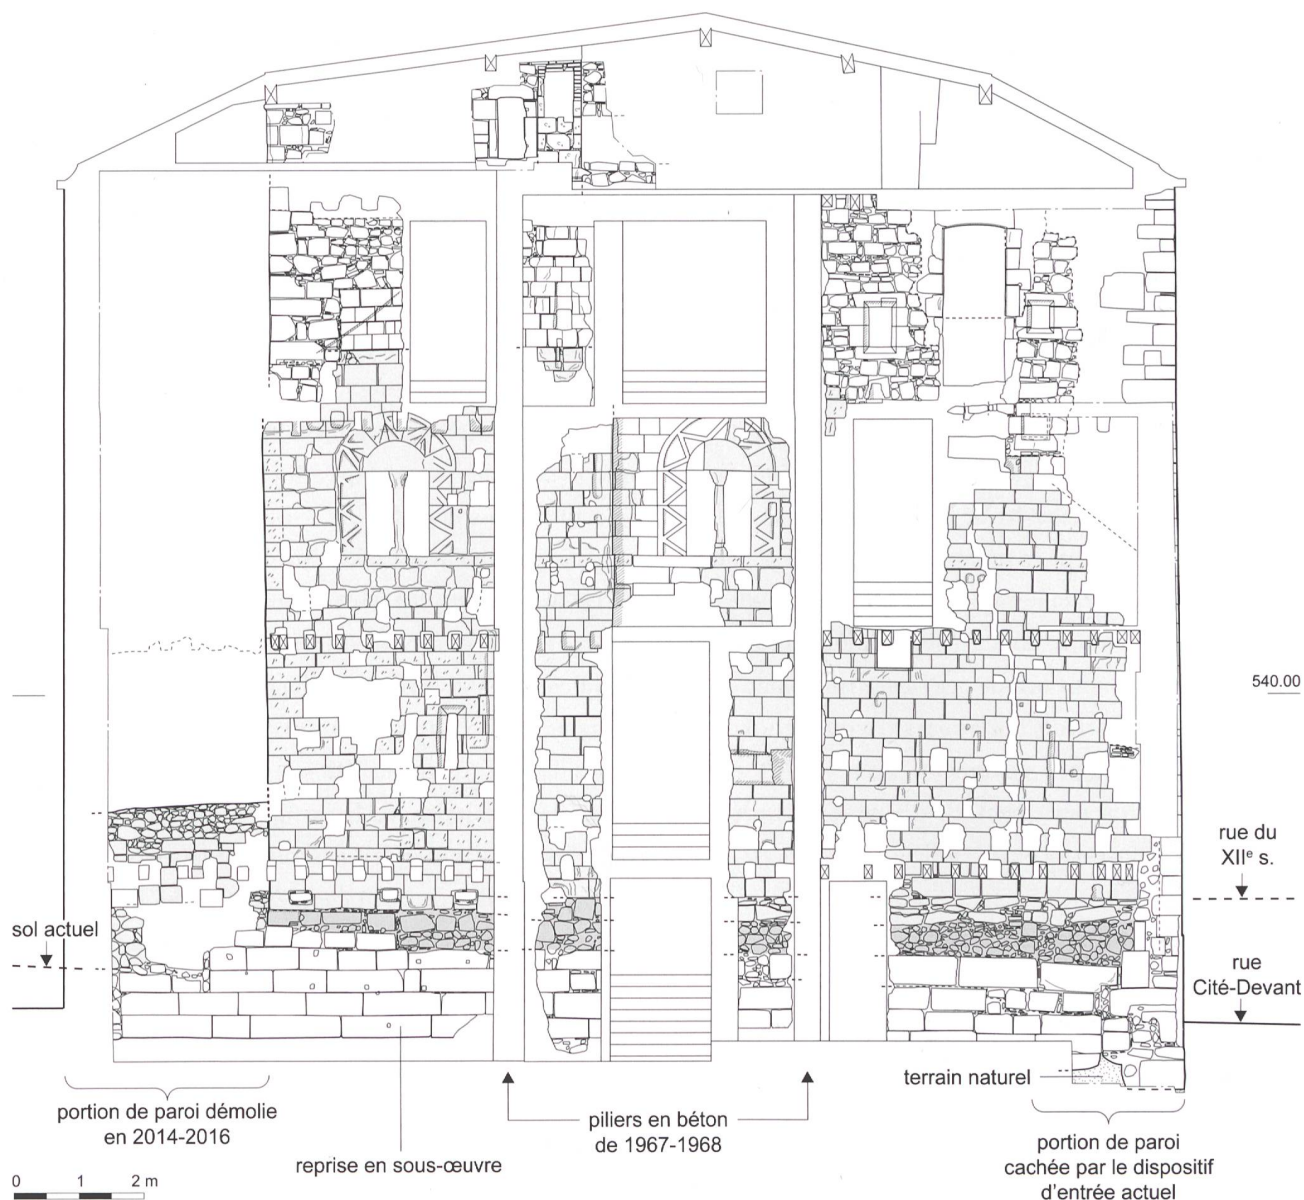 540.00
rue du
XIIe s.
sol actuel
rue
Cité-Devant
terrain naturel
portion de paroi démolie
en 2014-2016
piliers en béton
de 1967-1968
reprise en sous-œuvre
portion de paroi
cachée par le dispositif
d'entrée actuel
0 1 2 m